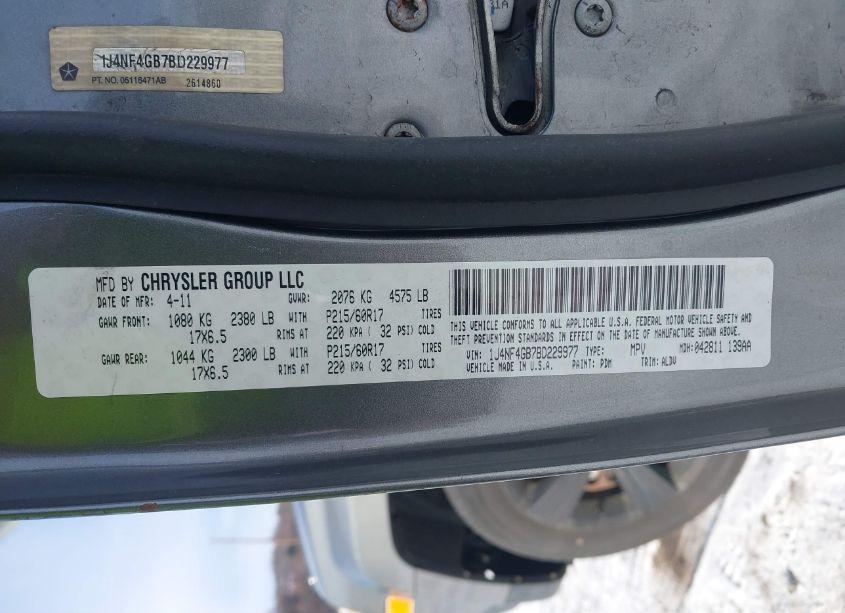 31A
1J4NF4GB7BD229977
PT. NO. 05116471AB 2614860
MFD BY CHRYSLER GROUP LLC
DATE OF MFR: 4-11 GVWR: 2076 KG 4575 LB
GAWR FRONT: 1080 KG 2380 LB WITH P215/60R17 TIRES
17X6.5 RIMS AT 220 KPA ( 32 PSI) COLD
GAWR REAR: 1044 KG 2300 LB WITH P215/60R17 TIRES
17X6.5 RIMS AT 220 KPA ( 32 PSI) COLD
THIS VEHICLE CONFORMS TO ALL APPLICABLE U.S.A. FEDERAL MOTOR VEHICLE SAFETY AND
THEFT PREVENTION STANDARDS IN EFFECT ON THE DATE OF MANUFACTURE SHOWN ABOVE.
VIN: 1J4NF4GB7BD229977 TYPE: MPV MDH: 042811 139AA
VEHICLE MADE IN U.S.A. PAINT: PDM TRIM: ALDV